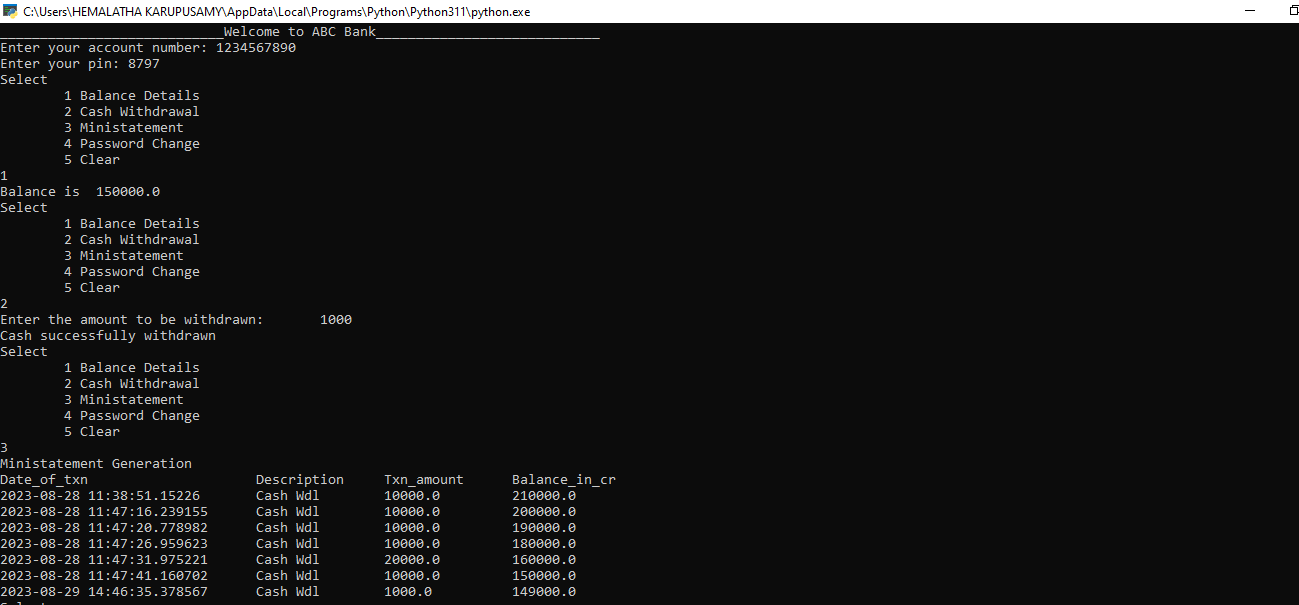 C:\Users\HEMALATHA KARUPUSAMY\AppData\Local\Programs\Python\Python311\python.exe
____________________________Welcome to ABC Bank____________________________
Enter your account number: 1234567890
Enter your pin: 8797
Select
        1 Balance Details
        2 Cash Withdrawal
        3 Ministatement
        4 Password Change
        5 Clear
1
Balance is  150000.0
Select
        1 Balance Details
        2 Cash Withdrawal
        3 Ministatement
        4 Password Change
        5 Clear
2
Enter the amount to be withdrawn:       1000
Cash successfully withdrawn
Select
        1 Balance Details
        2 Cash Withdrawal
        3 Ministatement
        4 Password Change
        5 Clear
3
Ministatement Generation
Date_of_txn                     Description     Txn_amount      Balance_in_cr
2023-08-28 11:38:51.15226       Cash Wdl        10000.0         210000.0
2023-08-28 11:47:16.239155      Cash Wdl        10000.0         200000.0
2023-08-28 11:47:20.778982      Cash Wdl        10000.0         190000.0
2023-08-28 11:47:26.959623      Cash Wdl        10000.0         180000.0
2023-08-28 11:47:31.975221      Cash Wdl        20000.0         160000.0
2023-08-28 11:47:41.160702      Cash Wdl        10000.0         150000.0
2023-08-29 14:46:35.378567      Cash Wdl        1000.0          149000.0